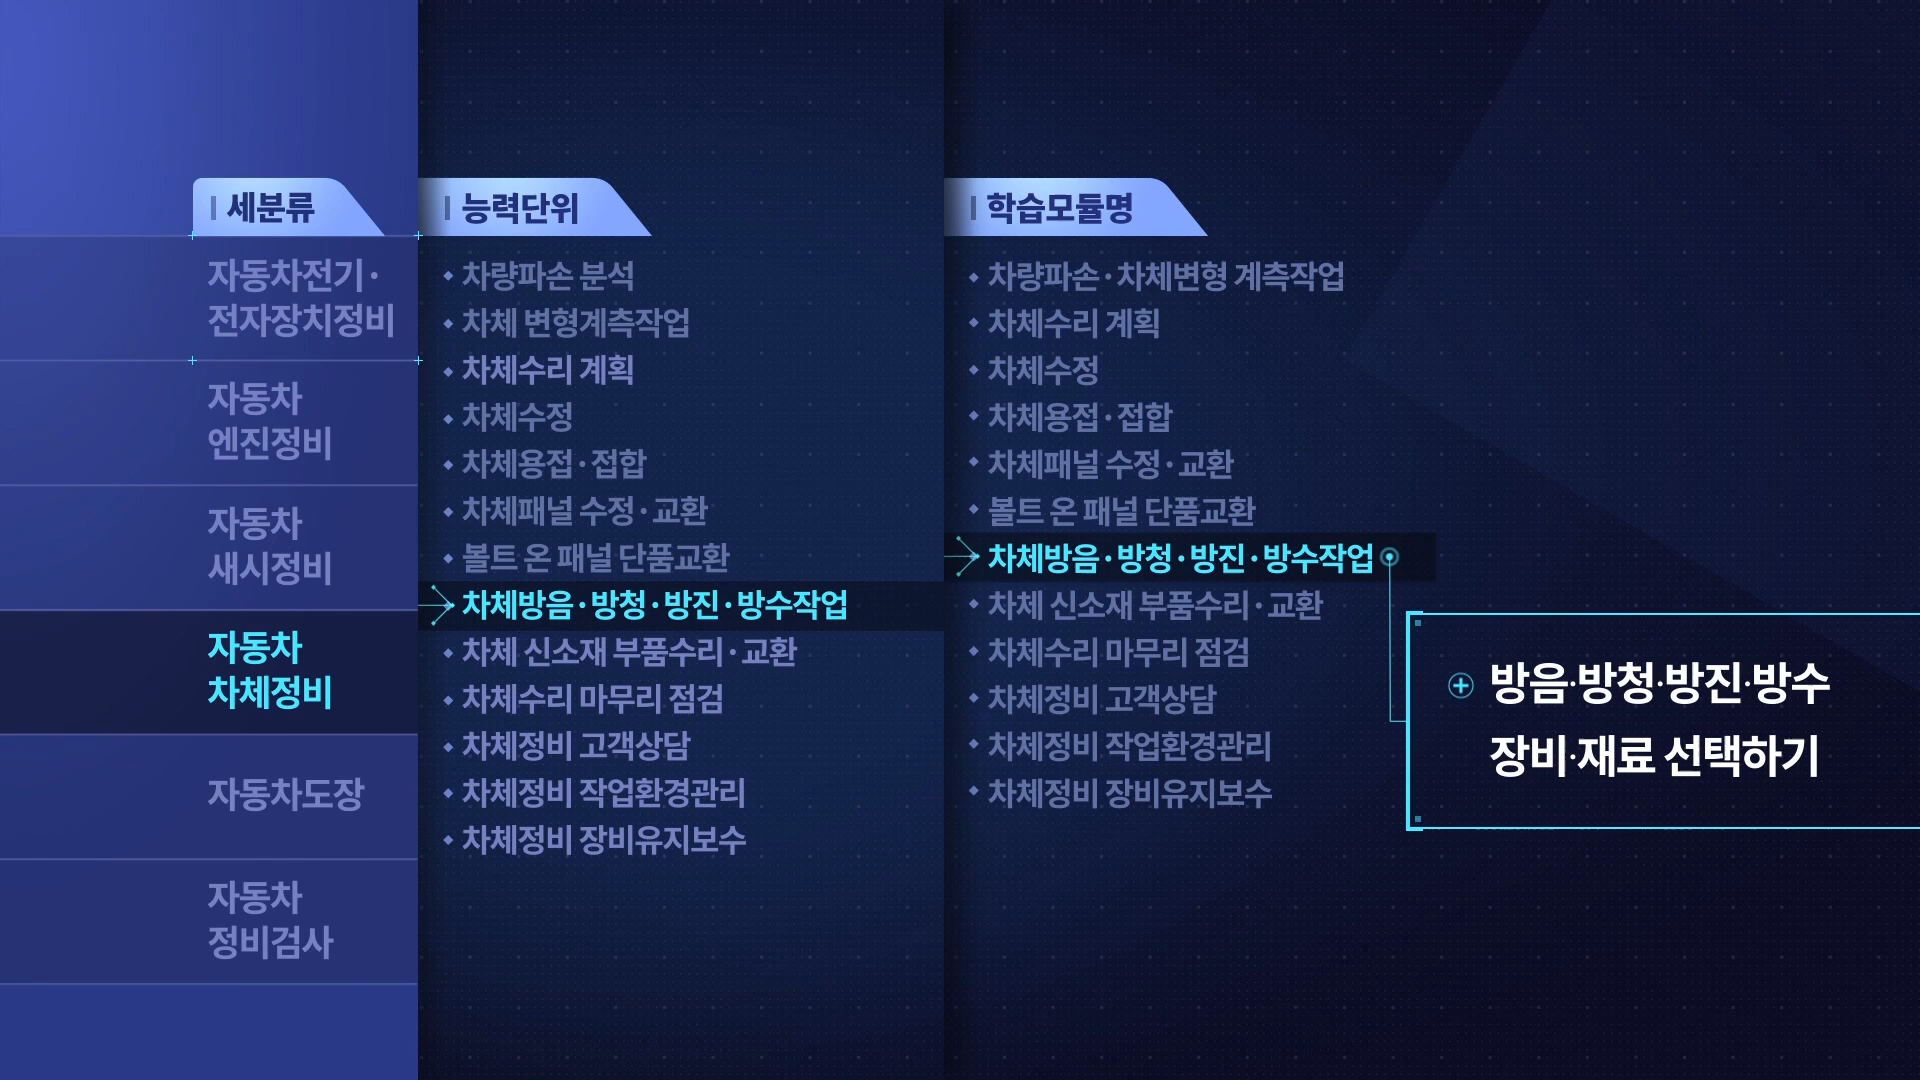 세분류
자동차전기·
전자장치정비
자동차
엔진정비
자동차
새시정비
자동차
차체정비
자동차도장
자동차
정비검사
능력단위
차량파손 분석
차체 변형계측작업
차체수리 계획
차체수정
차체용접·접합
차체패널 수정·교환
볼트 온 패널 단품교환
차체방음·방청·방진·방수작업
차체 신소재 부품수리·교환
차체수리 마무리 점검
차체정비 고객상담
차체정비 작업환경관리
차체정비 장비유지보수
학습모듈명
차량파손·차체변형 계측작업
차체수리 계획
차체수정
차체용접·접합
차체패널 수정·교환
볼트 온 패널 단품교환
차체방음·방청·방진·방수작업
차체 신소재 부품수리·교환
차체수리 마무리 점검
차체정비 고객상담
차체정비 작업환경관리
차체정비 장비유지보수
방음·방청·방진·방수
장비·재료 선택하기